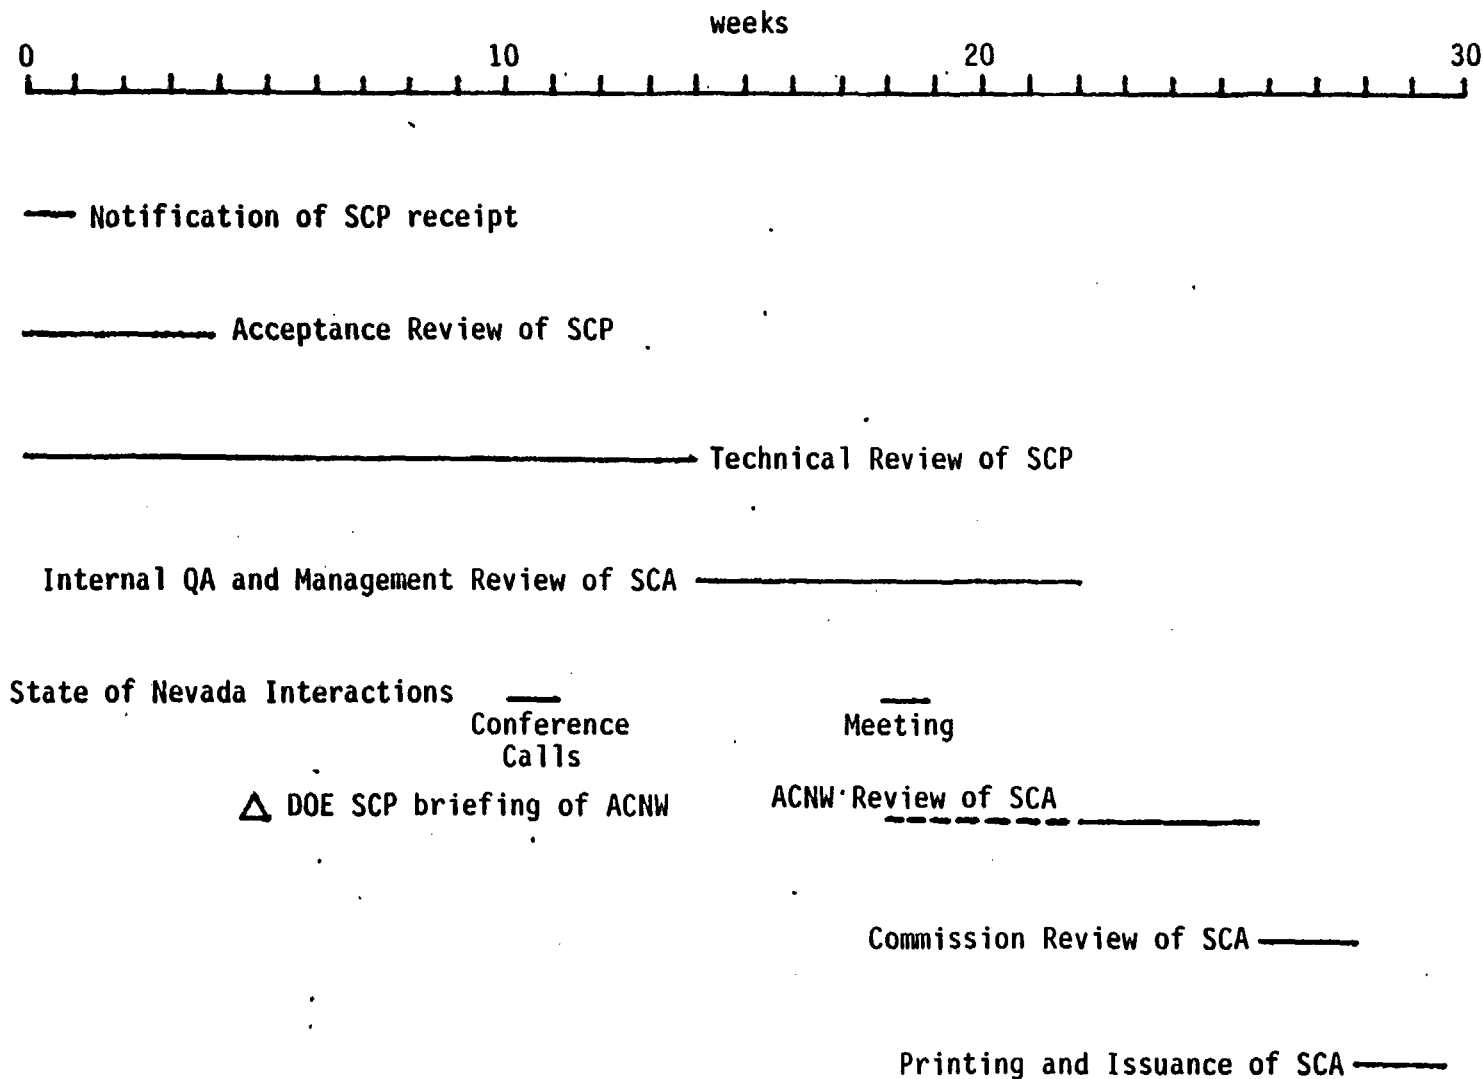 weeks
0 10 20 30
Notification of SCP receipt
Acceptance Review of SCP
Technical Review of SCP
Internal QA and Management Review of SCA
State of Nevada Interactions
Conference
Calls
Meeting
DOE SCP briefing of ACNW
ACNW Review of SCA
Commission Review of SCA
Printing and Issuance of SCA